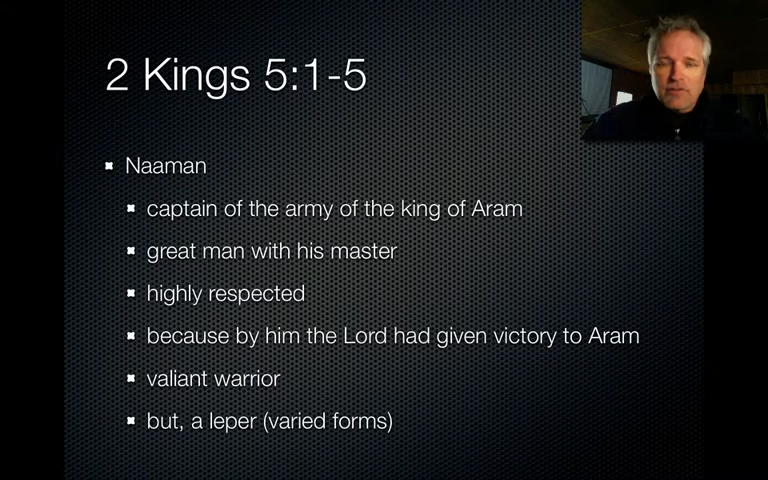 2 Kings 5:1-5
Naaman
captain of the army of the king of Aram
great man with his master
highly respected
because by him the Lord had given victory to Aram
valiant warrior
but, a leper (varied forms)